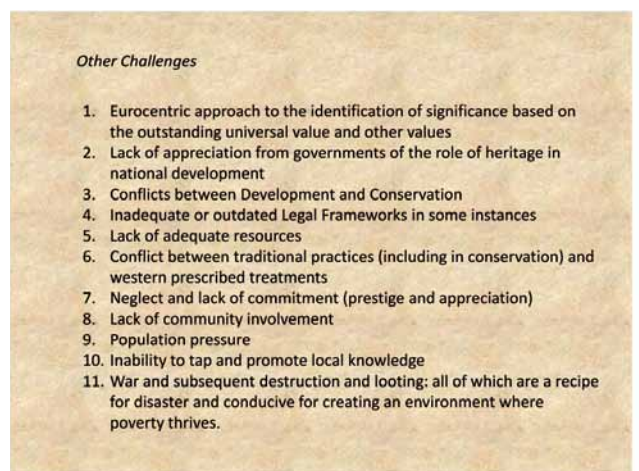 Other Challenges
1. Eurocentric approach to the identification of significance based on
the outstanding universal value and other values
2. Lack of appreciation from governments of the role of heritage in
national development
3. Conflicts between Development and Conservation
4. Inadequate or outdated Legal Frameworks in some instances
5. Lack of adequate resources
6. Conflict between traditional practices (including in conservation) and
western prescribed treatments
7. Neglect and lack of commitment (prestige and appreciation)
8. Lack of community involvement
9. Population pressure
10. Inability to tap and promote local knowledge
11. War and subsequent destruction and looting: all of which are a recipe
for disaster and conducive for creating an environment where
poverty thrives.